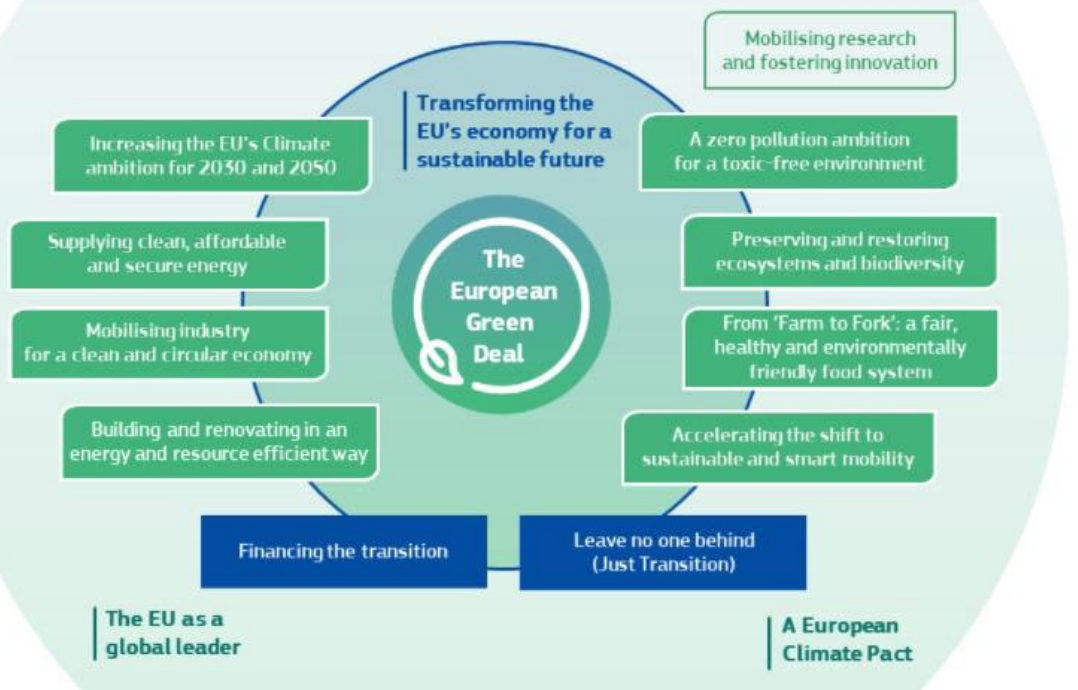 Mobilising research
and fostering innovation
Transforming the
EU's economy for a
sustainable future
Increasing the EU's Climate
ambition for 2030 and 2050
A zero pollution ambition
for a toxic-free environment
Supplying clean, affordable
and secure energy
Preserving and restoring
ecosystems and biodiversity
The
European
Green
Deal
Mobilising industry
for a clean and circular economy
From 'Farm to Fork': a fair,
healthy and environmentally
friendly food system
Building and renovating in an
energy and resource efficient way
Accelerating the shift to
sustainable and smart mobility
Financing the transition
Leave no one behind
(Just Transition)
The EU as a
global leader
A European
Climate Pact